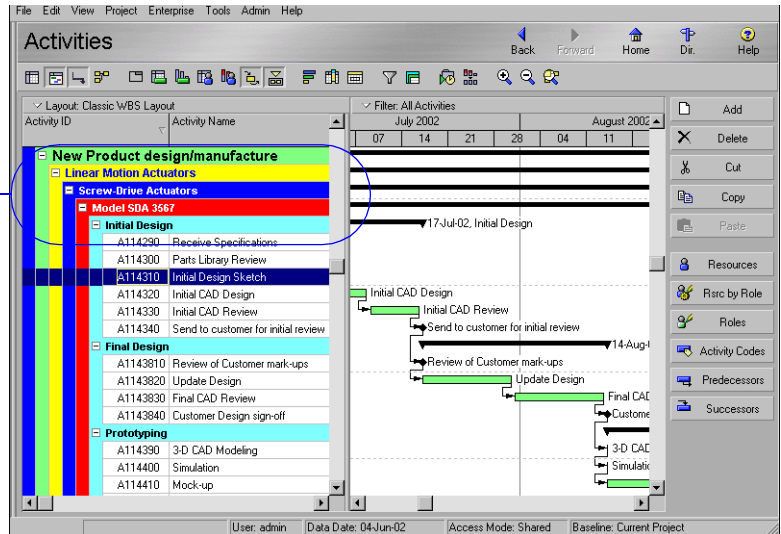 File Edit View Project Enterprise Tools Admin Help
Activities
Back Forward Home Dir. Help
Layout: Classic WBS Layout
Filter: All Activities
Activity ID Activity Name
July 2002 August 2002
07 14 21 28 04 11
New Product design/manufacture
Linear Motion Actuators
Screw-Drive Actuators
Model SDA 3567
Initial Design
17-Jul-02, Initial Design
A114290 Receive Specifications
A114300 Parts Library Review
A114310 Initial Design Sketch
A114320 Initial CAD Design
Initial CAD Design
A114330 Initial CAD Review
Initial CAD Review
A114340 Send to customer for initial review
Send to customer for initial review
Final Design
14-Aug-
A1143810 Review of Customer mark-ups
Review of Customer mark-ups
A1143820 Update Design
Update Design
A1143830 Final CAD Review
Final CAD
A1143840 Customer Design sign-off
Custome
Prototyping
A114390 3-D CAD Modeling
3-D CAD
A114400 Simulation
Simulatio
A114410 Mock-up
Add
Delete
Cut
Copy
Paste
Resources
Rsrc by Role
Roles
Activity Codes
Predecessors
Successors
User: admin Data Date: 04-Jun-02 Access Mode: Shared Baseline: Current Project